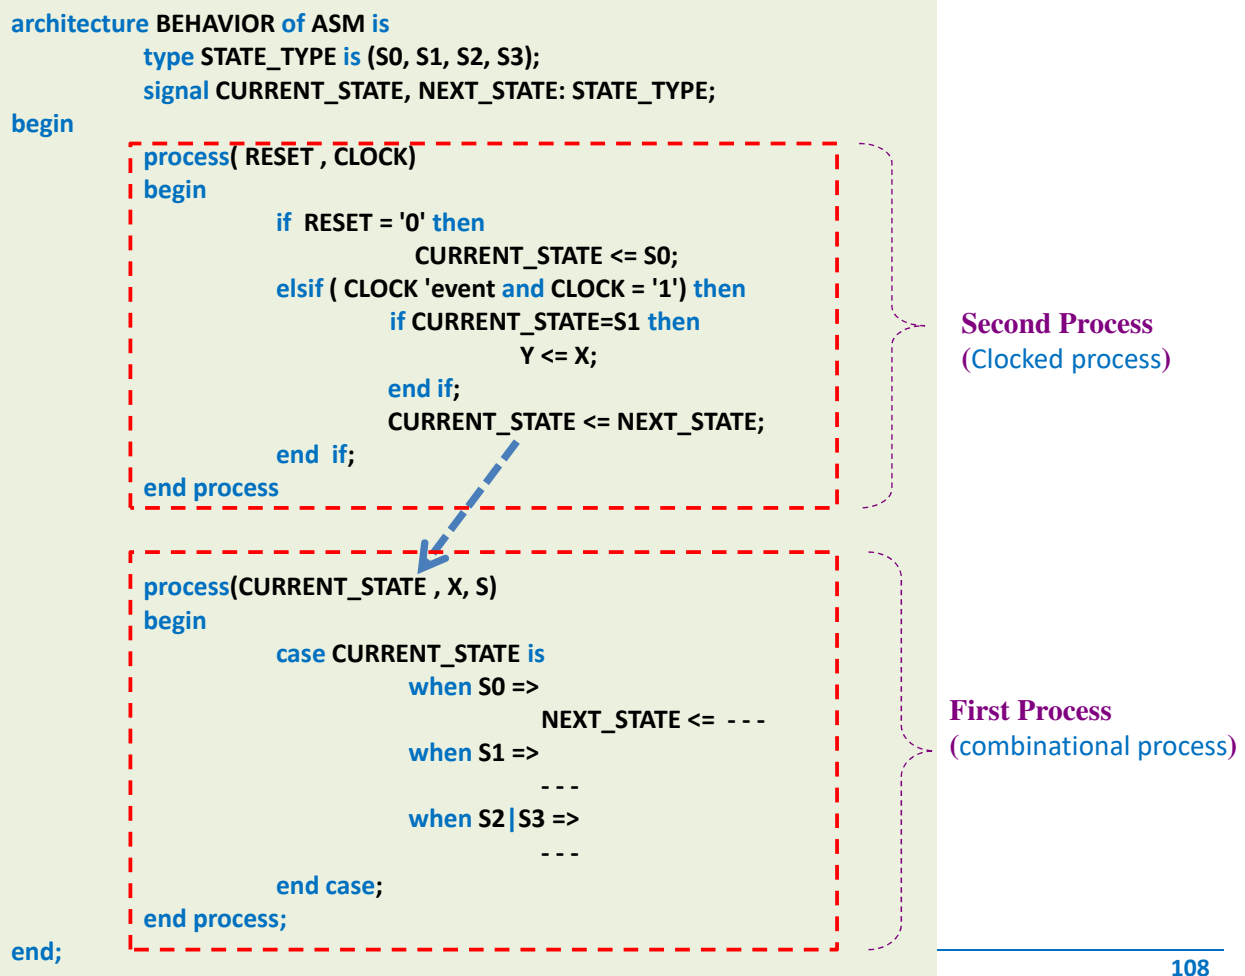 architecture BEHAVIOR of ASM is
type STATE_TYPE is (S0, S1, S2, S3);
signal CURRENT_STATE, NEXT_STATE: STATE_TYPE;
begin
process( RESET , CLOCK)
begin
if RESET = '0' then
CURRENT_STATE <= S0;
elsif ( CLOCK 'event and CLOCK = '1') then
if CURRENT_STATE=S1 then
Y <= X;
end if;
CURRENT_STATE <= NEXT_STATE;
end if;
end process
Second Process
(Clocked process)
process(CURRENT_STATE , X, S)
begin
case CURRENT_STATE is
when S0 =>
NEXT_STATE <= - - -
when S1 =>
- - -
when S2|S3 =>
- - -
end case;
end process;
First Process
(combinational process)
end;
108